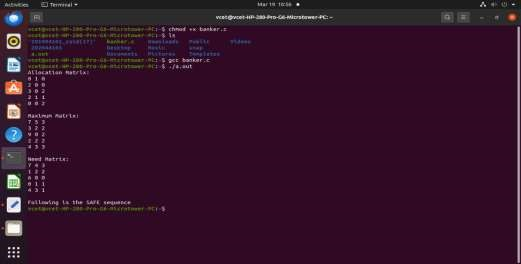 Activities
Terminal
Mar 19 10:56
vcet@vcet-HP-280-Pro-G6-Microtower-PC: ~
vcet@vcet-HP-280-Pro-G6-Microtower-PC:~$ chmod +x banker.c
vcet@vcet-HP-280-Pro-G6-Microtower-PC:~$ ls
banker.c Downloads Public Videos
Desktop Music snap
a.out Documents Pictures Templates
vcet@vcet-HP-280-Pro-G6-Microtower-PC:~$ gcc banker.c
vcet@vcet-HP-280-Pro-G6-Microtower-PC:~$ ./a.out
Allocation Matrix:
0 1 0
2 0 0
3 0 2
2 1 1
0 0 2
Maximum Matrix:
7 5 3
3 2 2
9 0 2
2 2 2
4 3 3
Need Matrix:
7 4 3
1 2 2
6 0 0
0 1 1
4 3 1
Following is the SAFE sequence
vcet@vcet-HP-280-Pro-G6-Microtower-PC:~$